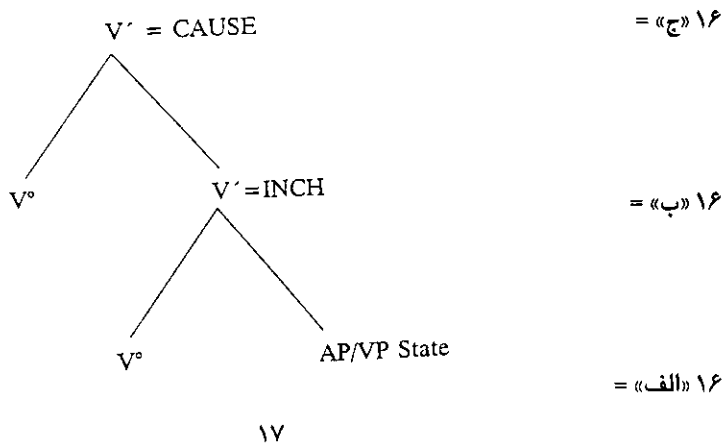 V´ = CAUSE ۱۶ «ج» =
V° V´=INCH ۱۶ «ب» =
V° AP/VP State
۱۶ «الف» =
۱۷